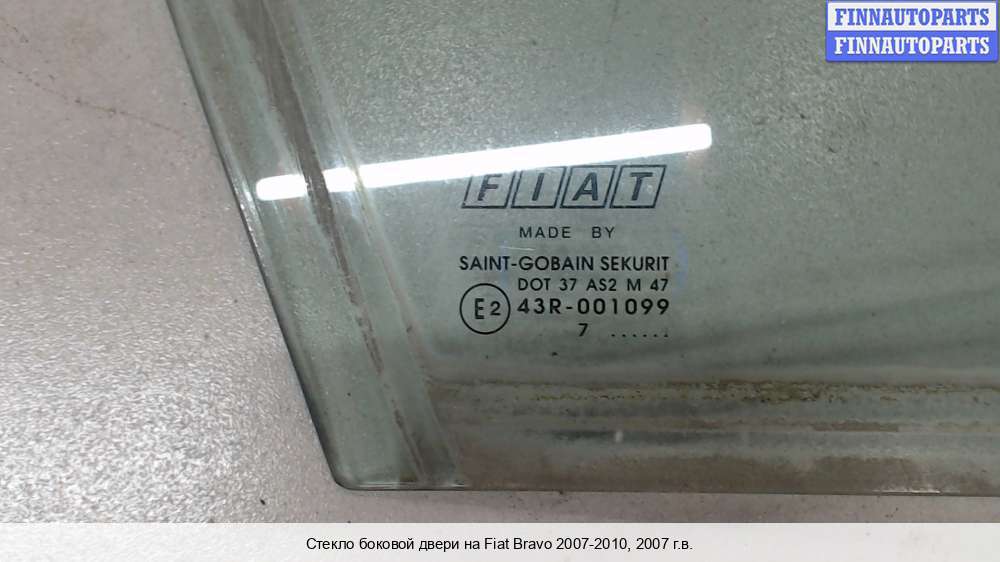 FINNAUTOPARTS
FINNAUTOPARTS
FIAT
MADE BY
SAINT-GOBAIN SEKURIT
DOT 37 AS2 M 47
E2 43R-001099
7 ......
Стекло боковой двери на Fiat Bravo 2007-2010, 2007 г.в.